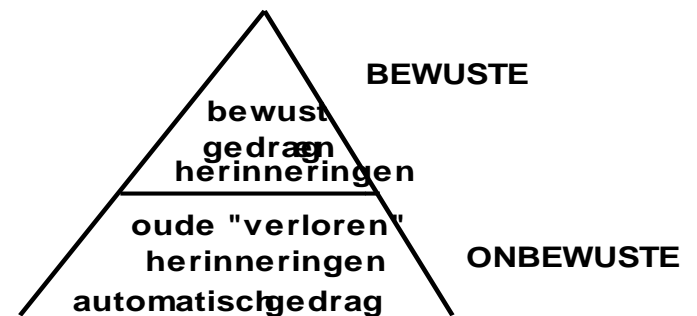 BEWUSTE
bewust
gedrag en
herinneringen
oude "verloren"
herinneringen
ONBEWUSTE
automatisch gedrag